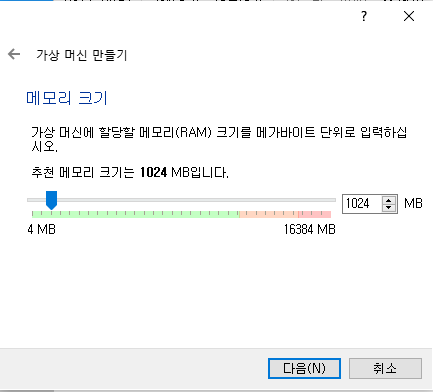 ?
가상 머신 만들기
메모리 크기
가상 머신에 할당할 메모리(RAM) 크기를 메가바이트 단위로 입력하십
시오.
추천 메모리 크기는 1024 MB입니다.
1024 MB
4 MB 16384 MB
다음(N) 취소